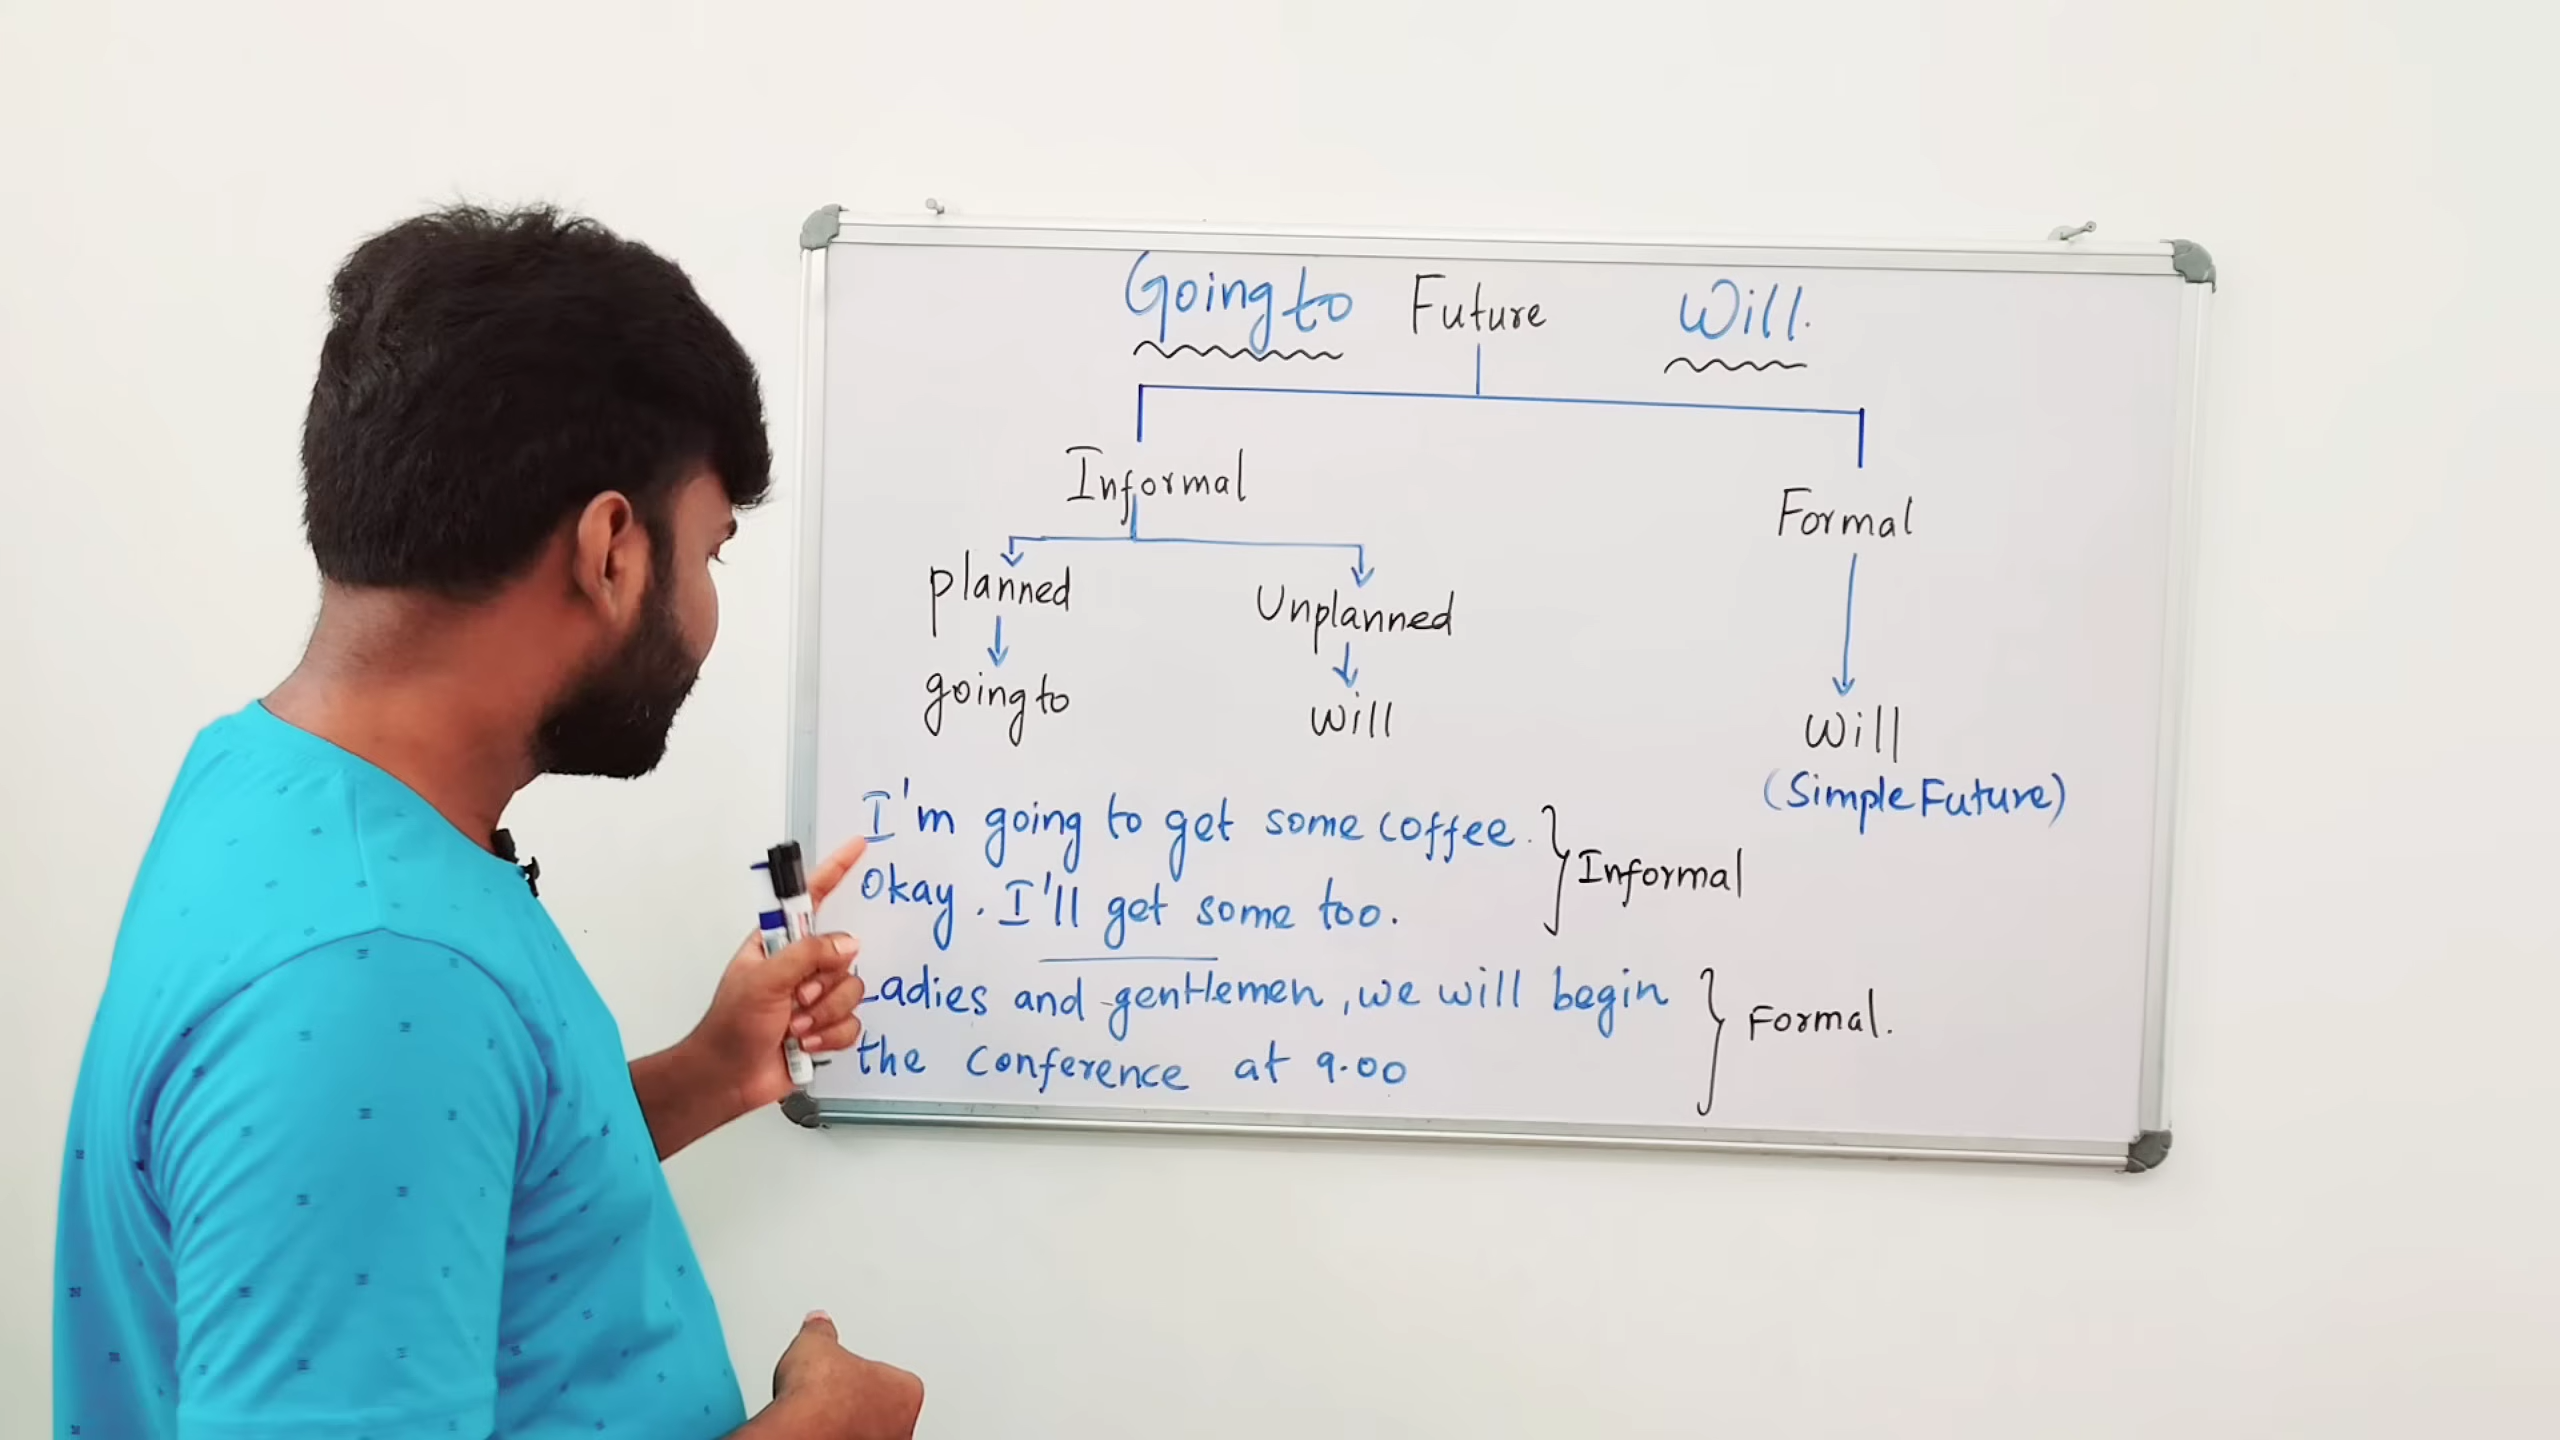 Going to Future Will.
Informal
Formal
planned
Unplanned
going to
Will
Will
(Simple Future)
I'm going to get some coffee.
Okay. I'll get some too.
Informal
Ladies and gentlemen, we will begin
the conference at 9.00
Formal.